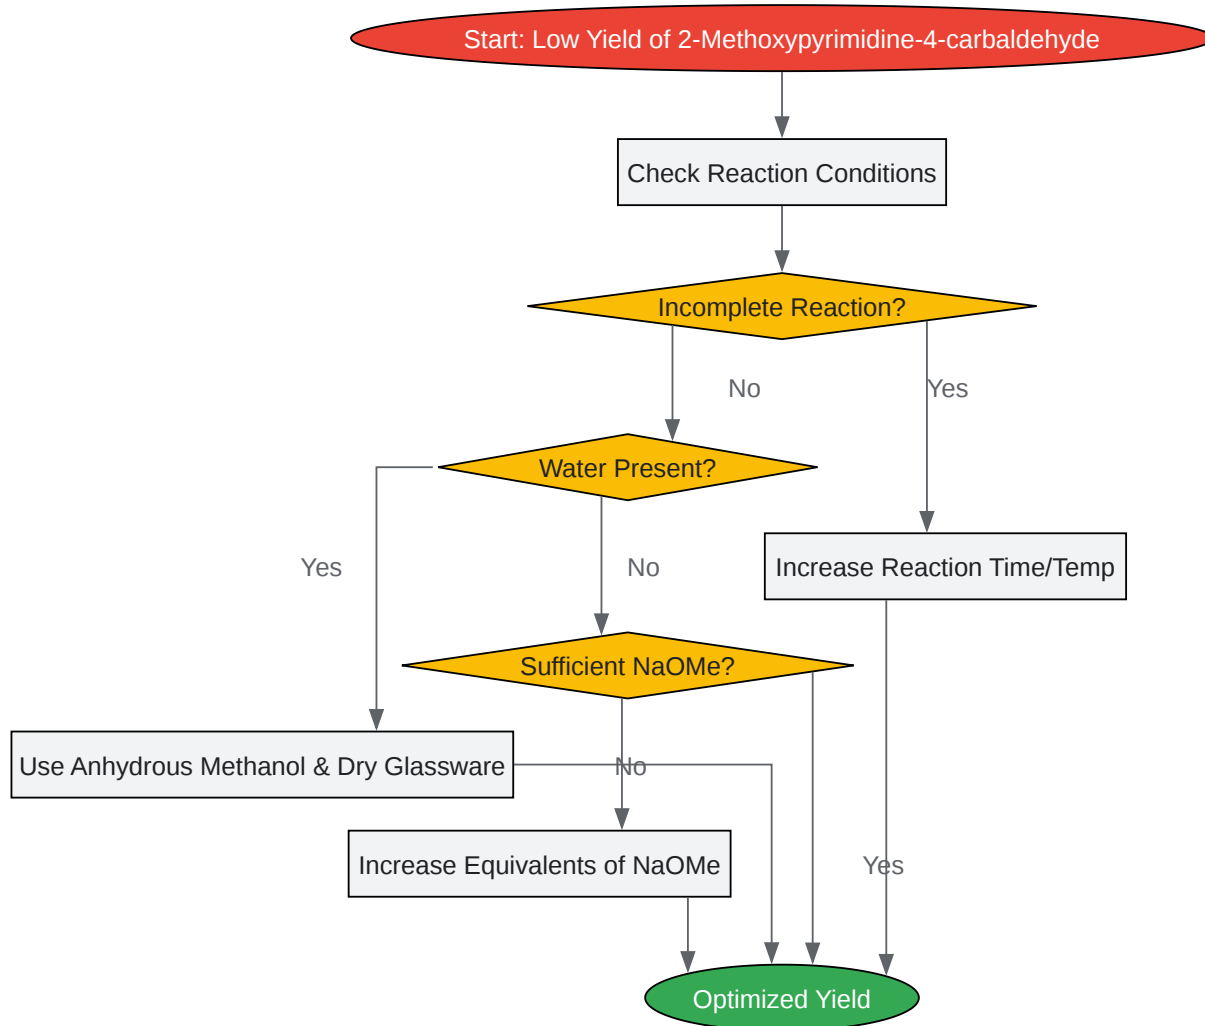 Start: Low Yield of 2-Methoxypyrimidine-4-carbaldehyde
Check Reaction Conditions
Incomplete Reaction?
No
Yes
Water Present?
Yes
No
Increase Reaction Time/Temp
Sufficient NaOMe?
Use Anhydrous Methanol & Dry Glassware
No
Increase Equivalents of NaOMe
Yes
Optimized Yield